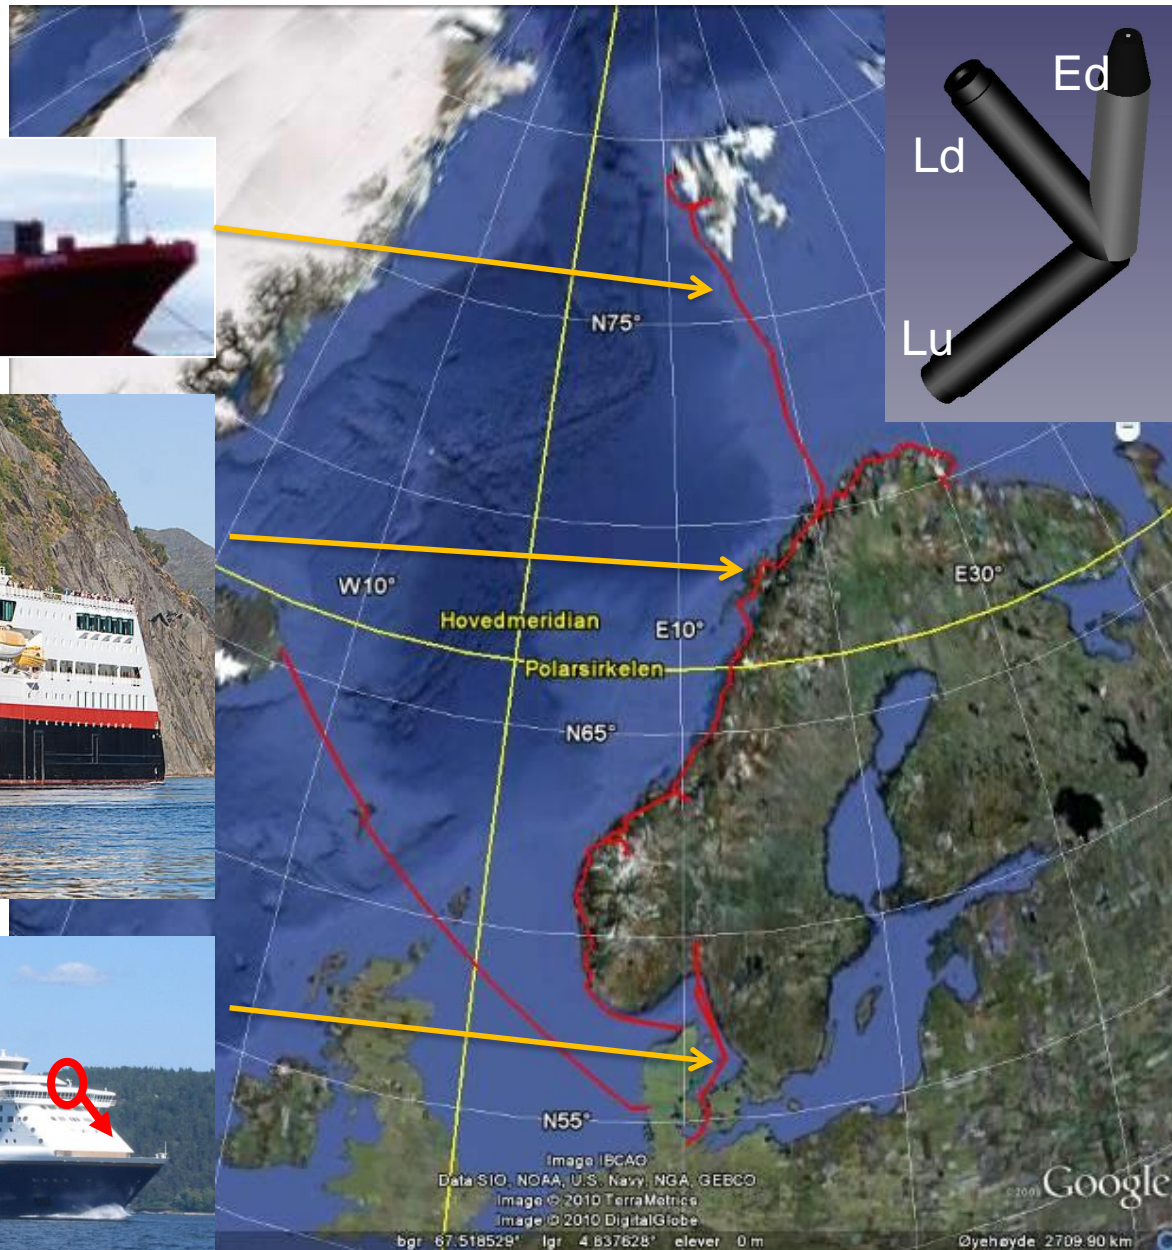 Ed
Ld
Lu
N75°
W10°
E30°
Hovedmeridian
E10°
Polarsirkelen
N65°
N55°
Image IBCAO
Data SIO, NOAA, U.S. Navy, NGA, GEBCO
Image © 2010 TerraMetrics
Image © 2010 DigitalGlobe
Google
bgr 67.518529° lgr 4.837628° elever 0 m Øyehøyde 2709.90 km